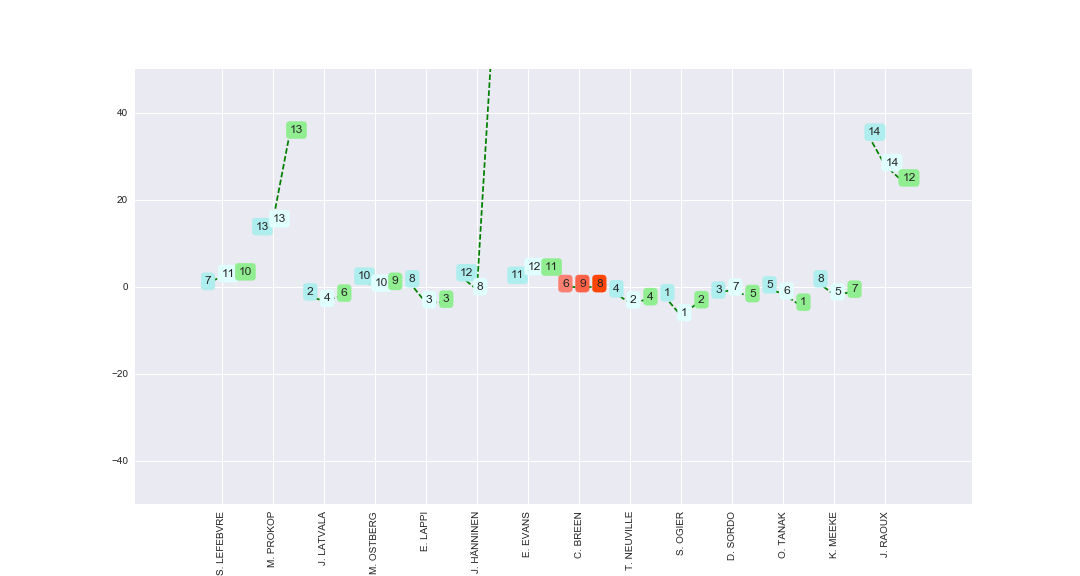 40
20
0
−20
−40
7 11 10
13 13 13
2 4 6
10 10 9
8 3 3
12 8
11 12 11
6 9 8
4 2 4
1 1 2
3 7 5
5 6 1
8 5 7
14 14 12
S. LEFEBVRE
M. PROKOP
J. LATVALA
M. OSTBERG
E. LAPPI
J. HANNINEN
E. EVANS
C. BREEN
T. NEUVILLE
S. OGIER
D. SORDO
O. TANAK
K. MEEKE
J. RAOUX